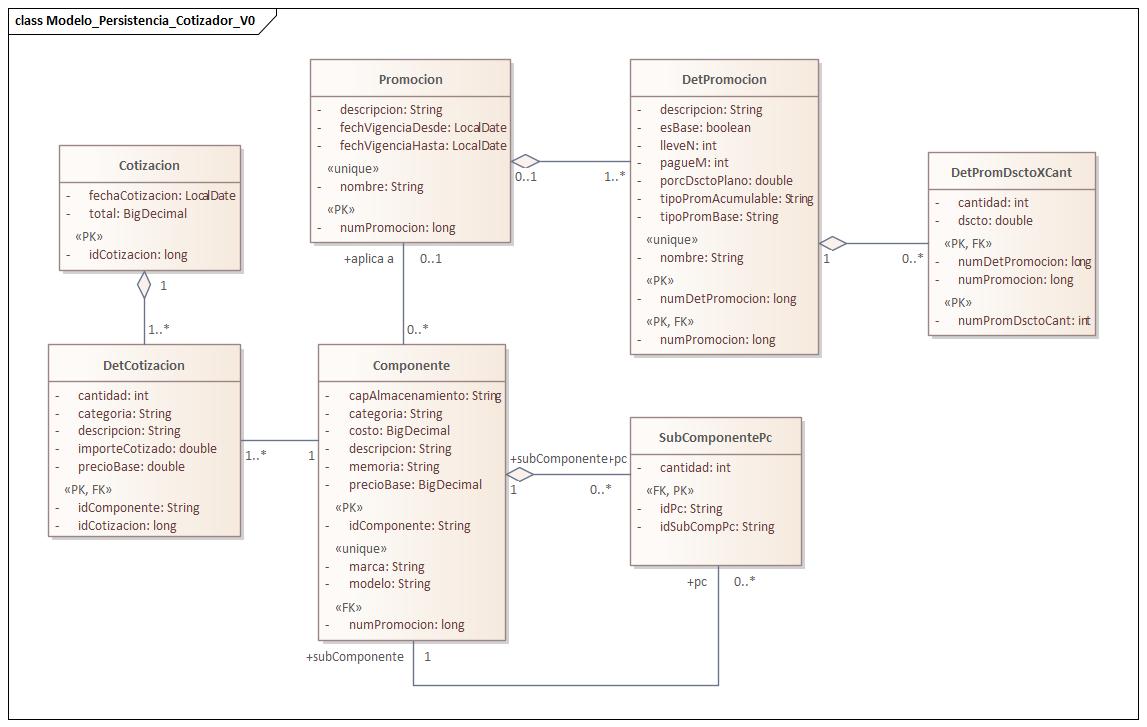 class Modelo_Persistencia_Cotizador_V0
Promocion
- descripcion: String
- fechVigenciaDesde: LocalDate
- fechVigenciaHasta: LocalDate
«unique»
- nombre: String
«PK»
- numPromocion: long
0..1
1..*
+aplica a
0..1
0..*
DetPromocion
- descripcion: String
- esBase: boolean
- lleveN: int
- pagueM: int
- porcDsctoPlano: double
- tipoPromAcumulable: String
- tipoPromBase: String
«unique»
- nombre: String
«PK»
- numDetPromocion: long
«PK, FK»
- numPromocion: long
1
0..*
DetPromDsctoXCant
- cantidad: int
- dscto: double
«PK, FK»
- numDetPromocion: long
- numPromocion: long
«PK»
- numPromDsctoCant: int
Cotizacion
- fechaCotizacion: LocalDate
- total: BigDecimal
«PK»
- idCotizacion: long
1
1..*
DetCotizacion
- cantidad: int
- categoria: String
- descripcion: String
- importeCotizado: double
- precioBase: double
«PK, FK»
- idComponente: String
- idCotizacion: long
1..*
1
Componente
- capAlmacenamiento: String
- categoria: String
- costo: BigDecimal
- descripcion: String
- memoria: String
- precioBase: BigDecimal
«PK»
- idComponente: String
«unique»
- marca: String
- modelo: String
«FK»
- numPromocion: long
+subComponente
+pc
1
0..*
SubComponentePc
- cantidad: int
«FK, PK»
- idPc: String
- idSubCompPc: String
+pc
0..*
+subComponente
1